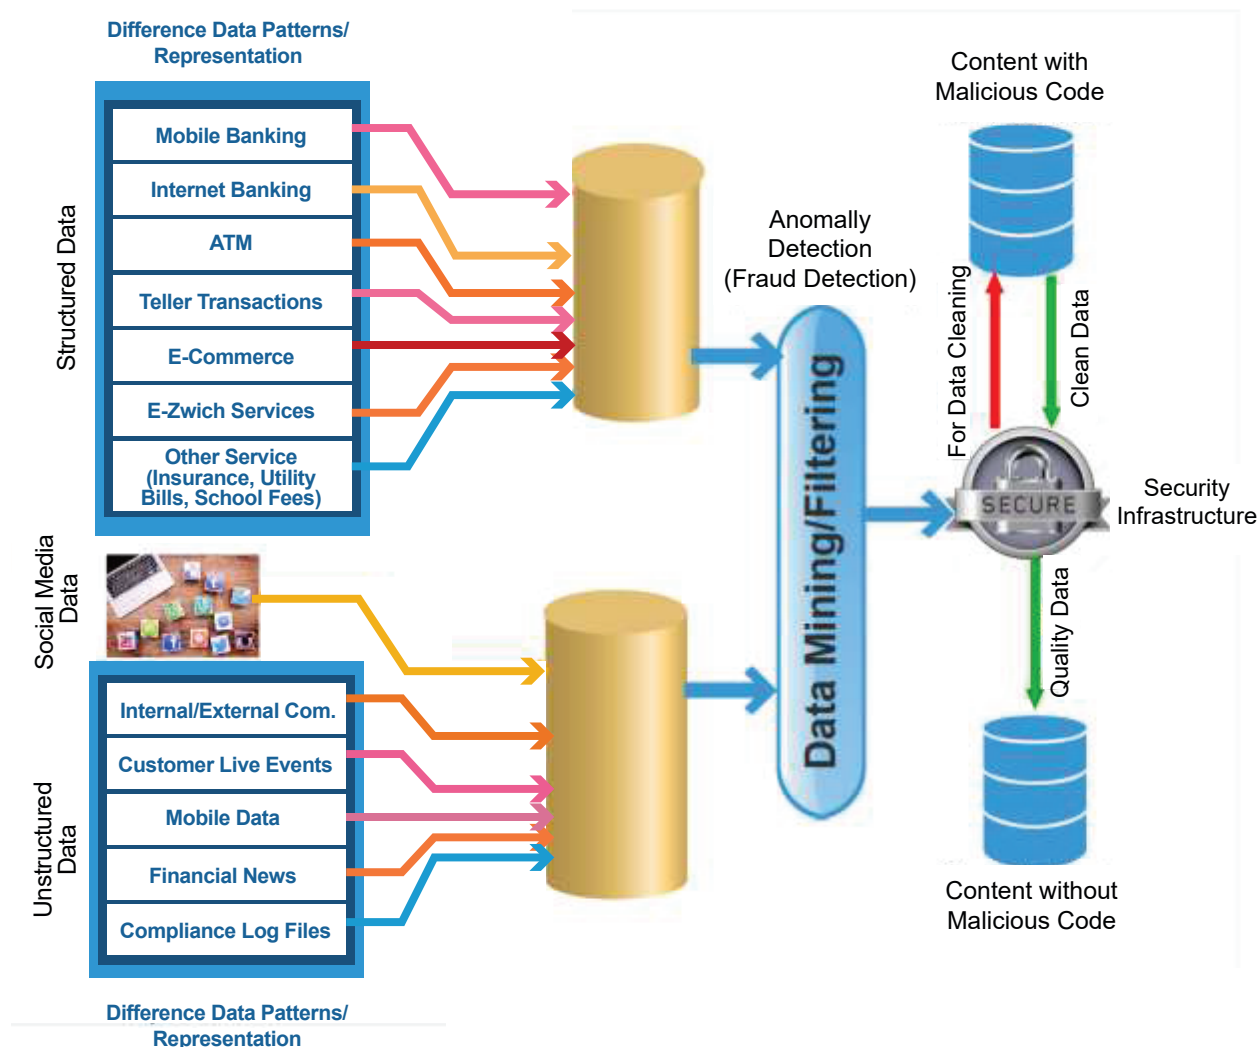 Difference Data Patterns/
Representation
Structured Data
Mobile Banking
Internet Banking
ATM
Teller Transactions
E-Commerce
E-Zwich Services
Other Service
(Insurance, Utility
Bills, School Fees)
Social Media
Data
Unstructured
Data
Internal/External Com.
Customer Live Events
Mobile Data
Financial News
Compliance Log Files
Difference Data Patterns/
Representation
Anomally
Detection
(Fraud Detection)
Data Mining/Filtering
Content with
Malicious Code
For Data Cleaning
Clean Data
SECURE
Security
Infrastructure
Quality Data
Content without
Malicious Code